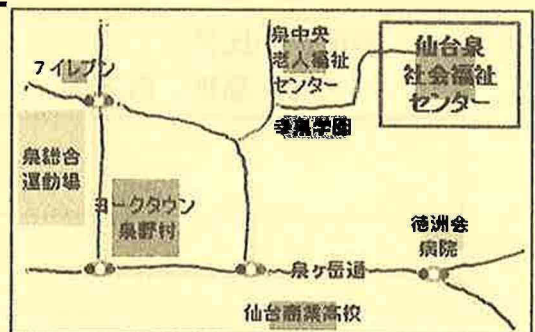 7イレブン
泉中央
老人福祉
センター
仙台泉
社会福祉
センター
泉総合
運動場
ヨークタウン
泉野村
徳洲会
病院
泉ヶ岳通
仙台商業高校